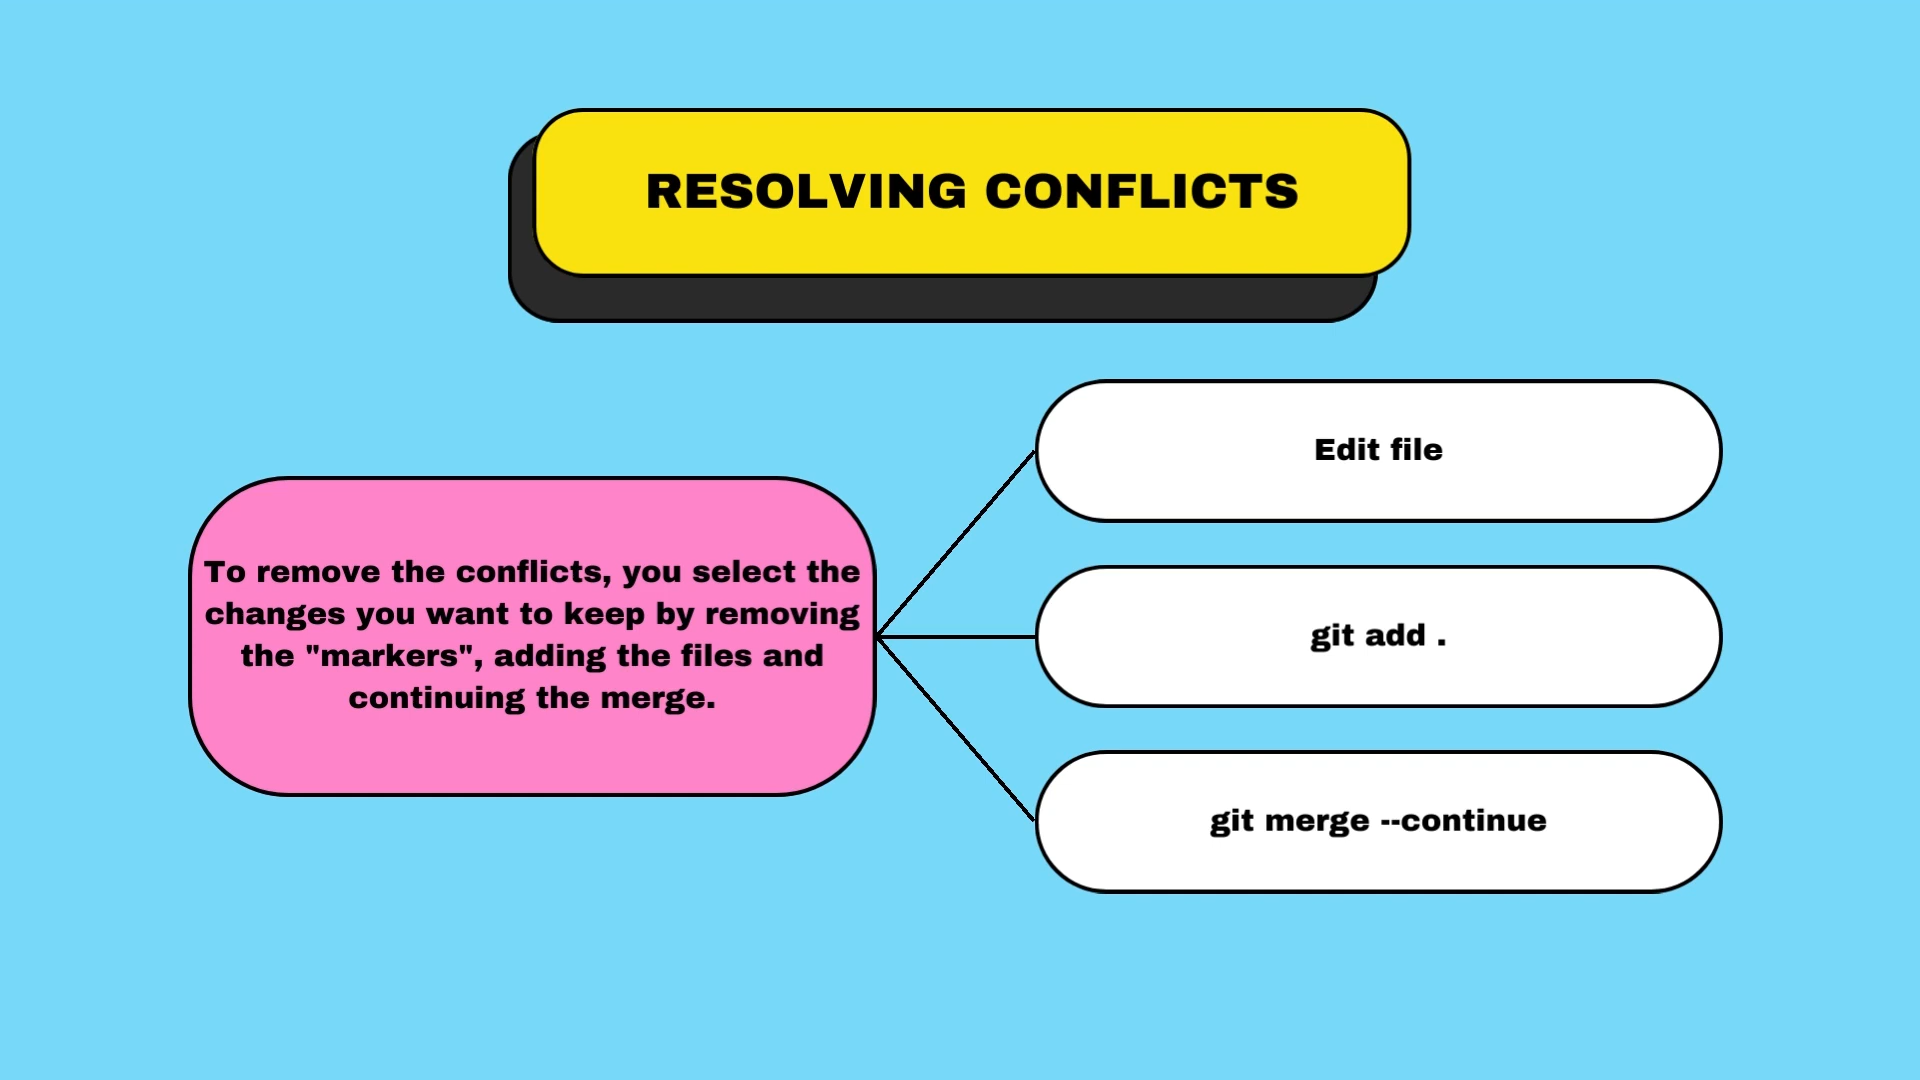 RESOLVING CONFLICTS
To remove the conflicts, you select the
changes you want to keep by removing
the "markers", adding the files and
continuing the merge.
Edit file
git add .
git merge --continue